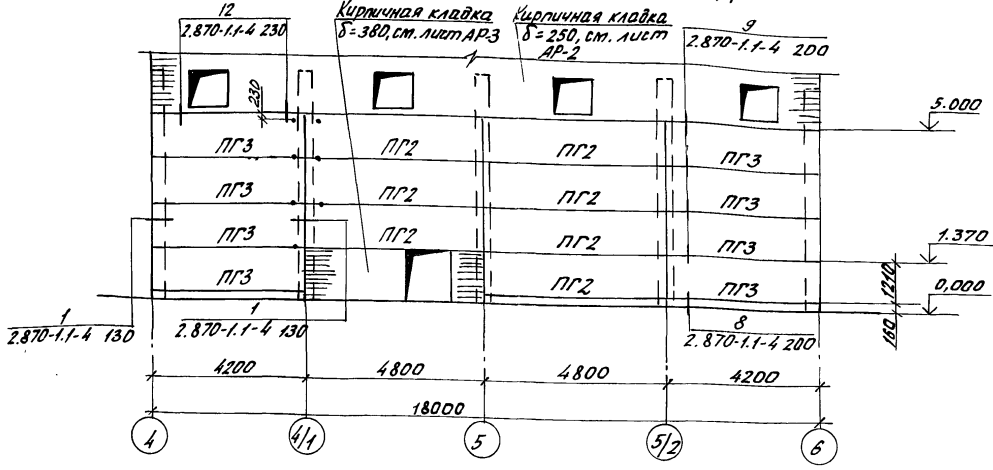 12
2.870-1.1-4 230
Кирпичная кладка
δ=380, см. лист АР-3
Кирпичная кладка
δ=250, см. лист
АР-2
9
2.870-1.1-4 200
230
5.000
ПГ3 ПГ2 ПГ2 ПГ3
ПГ3 ПГ2 ПГ2 ПГ3
ПГ3 ПГ2 ПГ2 ПГ3
ПГ3 ПГ2 ПГ3
1.370
1210
0,000
160
1
2.870-1.1-4 130
1
2.870-1.1-4 130
8
2.870-1.1-4 200
4200 4800 4800 4200
18000
4 4/1 5 5/2 6